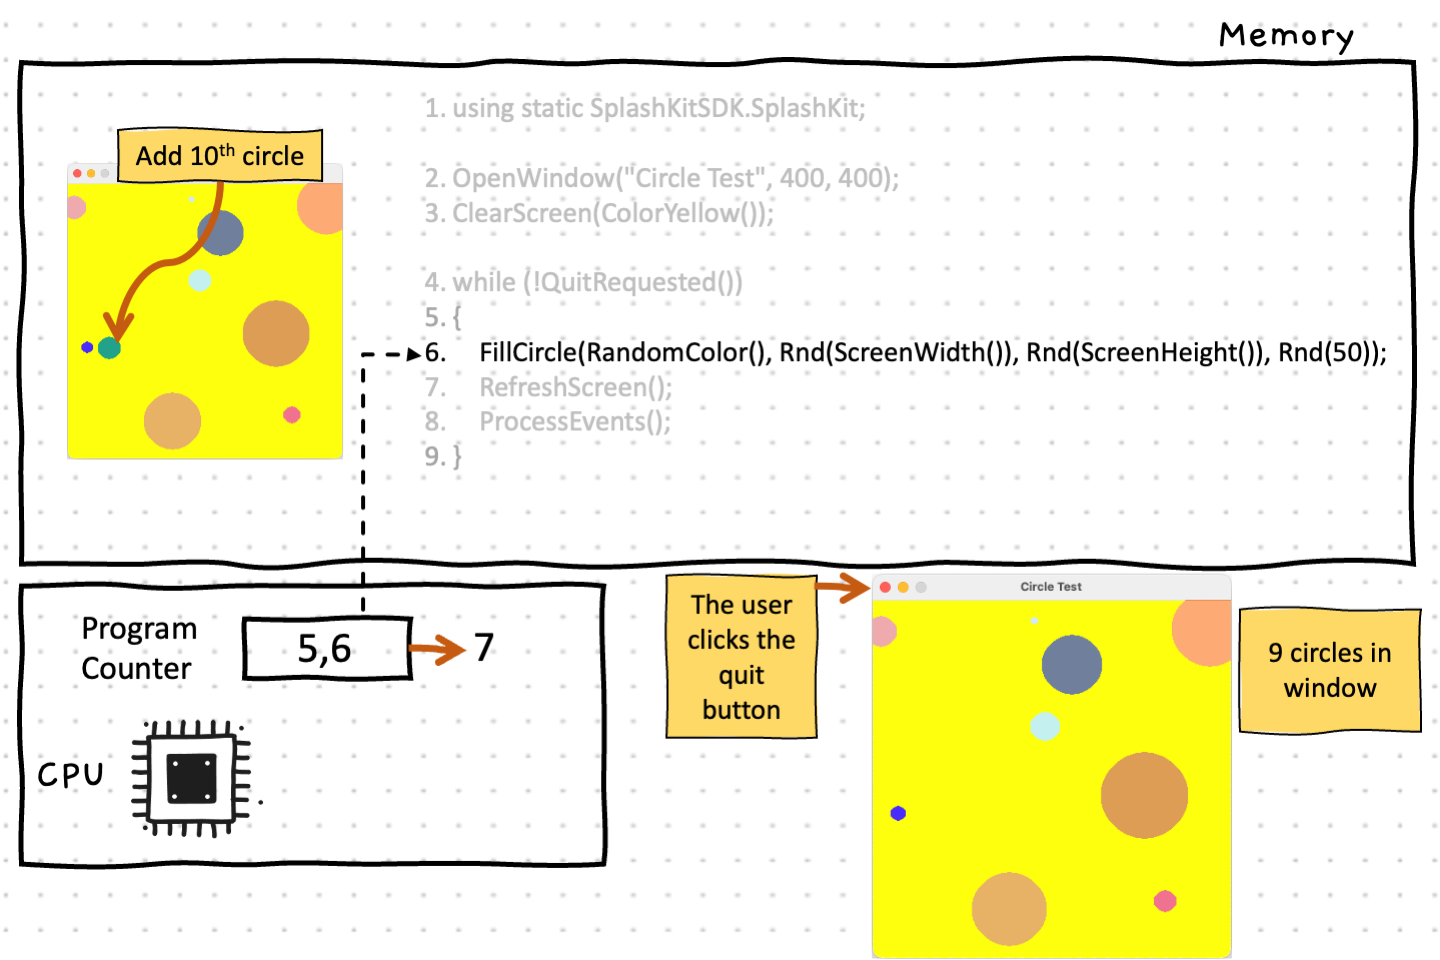 Memory
Add 10th circle
1. using static SplashKitSDK.SplashKit;
2. OpenWindow("Circle Test", 400, 400);
3. ClearScreen(ColorYellow());
4. while (!QuitRequested())
5. {
6. FillCircle(RandomColor(), Rnd(ScreenWidth()), Rnd(ScreenHeight()), Rnd(50));
7. RefreshScreen();
8. ProcessEvents();
9. }
Program
Counter
5,6
7
CPU
The user
clicks the
quit
button
Circle Test
9 circles in
window